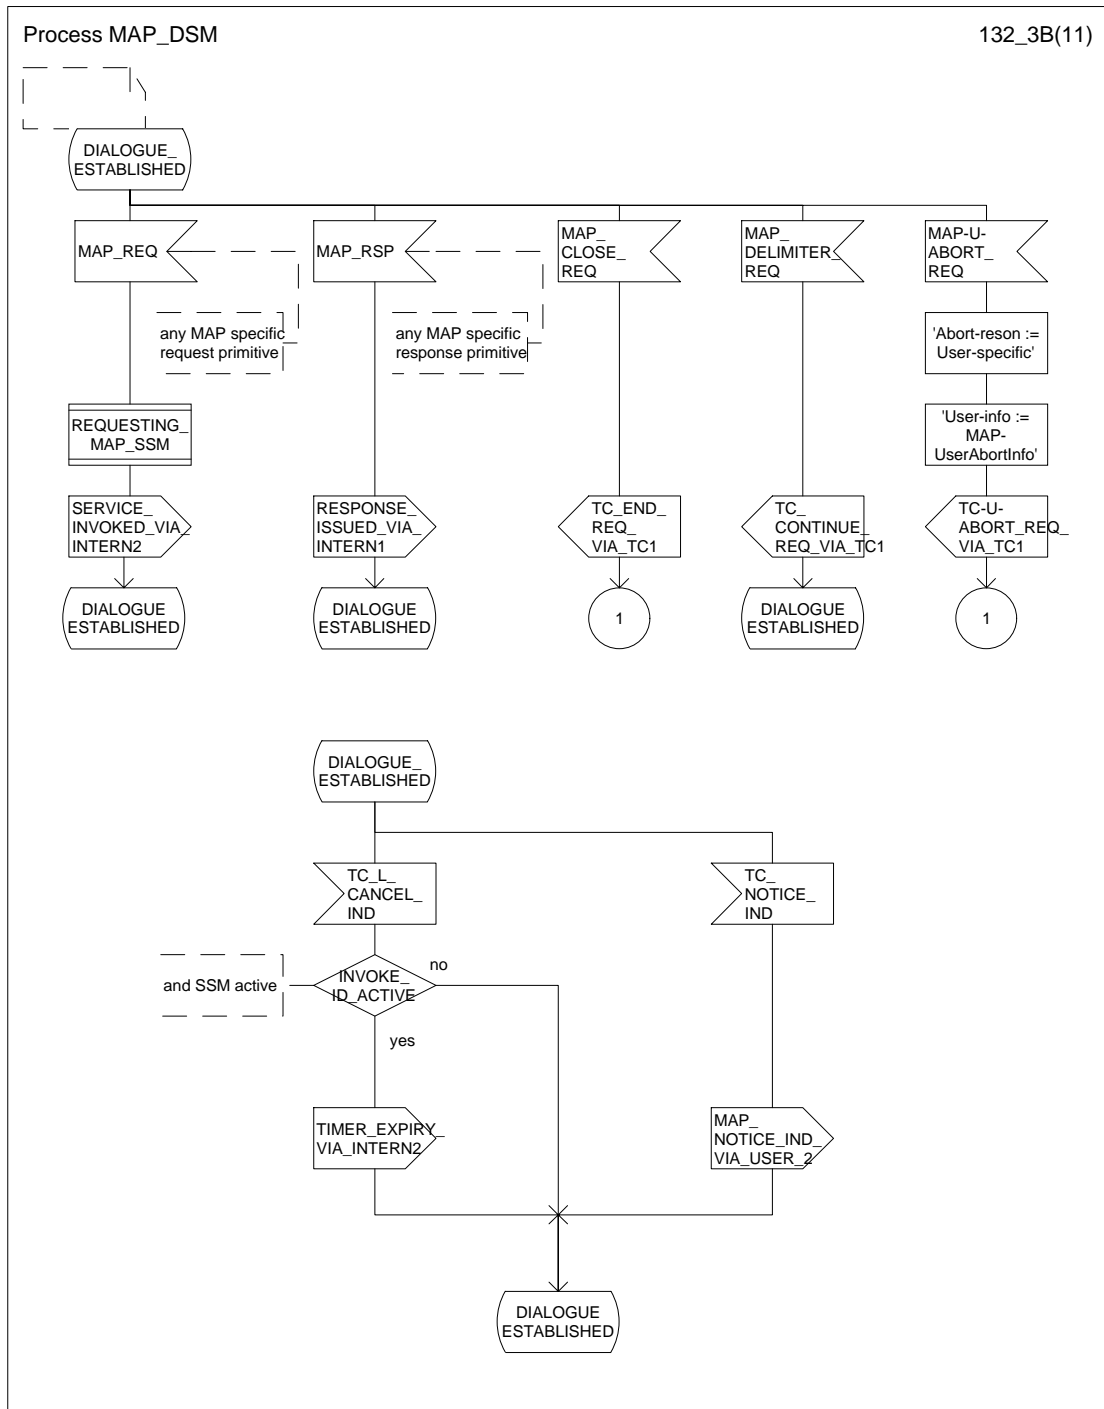 Process MAP_DSM
132_3B(11)
DIALOGUE_
ESTABLISHED
MAP_REQ
MAP_RSP
MAP_
CLOSE_
REQ
MAP_
DELIMITER_
REQ
MAP-U-
ABORT_
REQ
any MAP specific
request primitive
any MAP specific
response primitive
'Abort-reson :=
User-specific'
REQUESTING_
MAP_SSM
'User-info :=
MAP-
UserAbortInfo'
SERVICE_
INVOKED_VIA_
INTERN2
RESPONSE_
ISSUED_VIA_
INTERN1
TC_END_
REQ_
VIA_TC1
TC_
CONTINUE_
REQ_VIA_TC1
TC-U-
ABORT_REQ_
VIA_TC1
DIALOGUE
ESTABLISHED
DIALOGUE
ESTABLISHED
1
DIALOGUE
ESTABLISHED
1
DIALOGUE_
ESTABLISHED
TC_L_
CANCEL_
IND
TC_
NOTICE_
IND
and SSM active
INVOKE_
ID_ACTIVE
no
yes
TIMER_EXPIRY_
VIA_INTERN2
MAP_
NOTICE_IND_
VIA_USER_2
DIALOGUE
ESTABLISHED